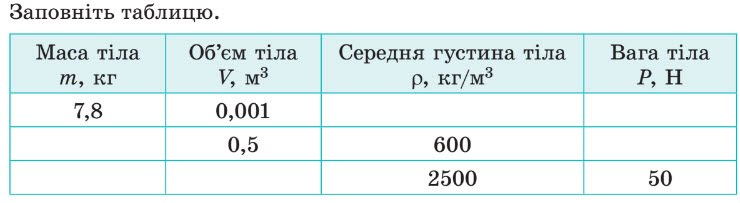 Заповніть таблицю.
Маса тіла m, кг | Об’єм тіла V, м³ | Середня густина тіла ρ, кг/м³ | Вага тіла P, Н
7,8 | 0,001 | |
| 0,5 | 600 |
| | 2500 | 50